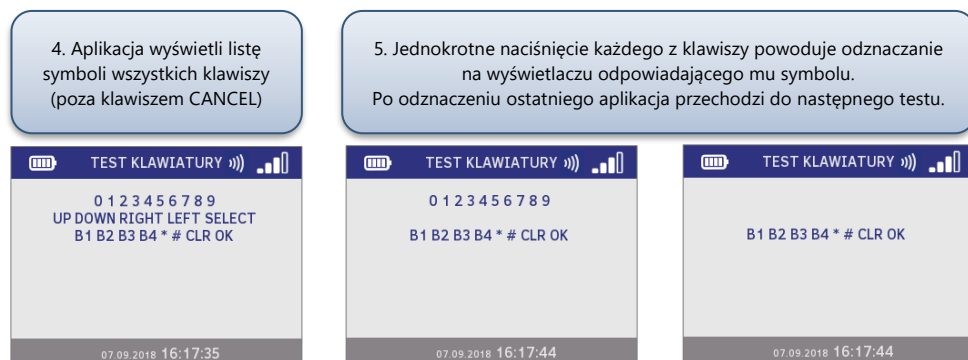 4. Aplikacja wyświetli listę
symboli wszystkich klawiszy
(poza klawiszem CANCEL)
5. Jednokrotne naciśnięcie każdego z klawiszy powoduje odznaczanie
na wyświetlaczu odpowiadającego mu symbolu.
Po odznaczeniu ostatniego aplikacja przechodzi do następnego testu.
TEST KLAWIATURY
0 1 2 3 4 5 6 7 8 9
UP DOWN RIGHT LEFT SELECT
B1 B2 B3 B4 * # CLR OK
07.09.2018 16:17:35
TEST KLAWIATURY
0 1 2 3 4 5 6 7 8 9
B1 B2 B3 B4 * # CLR OK
07.09.2018 16:17:44
TEST KLAWIATURY
B1 B2 B3 B4 * # CLR OK
07.09.2018 16:17:44